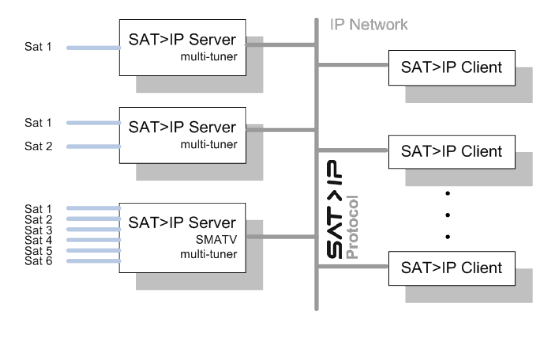 IP Network
Sat 1
SAT>IP Server
multi-tuner
SAT>IP Client
Sat 1
Sat 2
SAT>IP Server
multi-tuner
SAT>IP Client
Sat 1
Sat 2
Sat 3
Sat 4
Sat 5
Sat 6
SAT>IP Server
SMATV
multi-tuner
SAT>IP
Protocol
SAT>IP Client